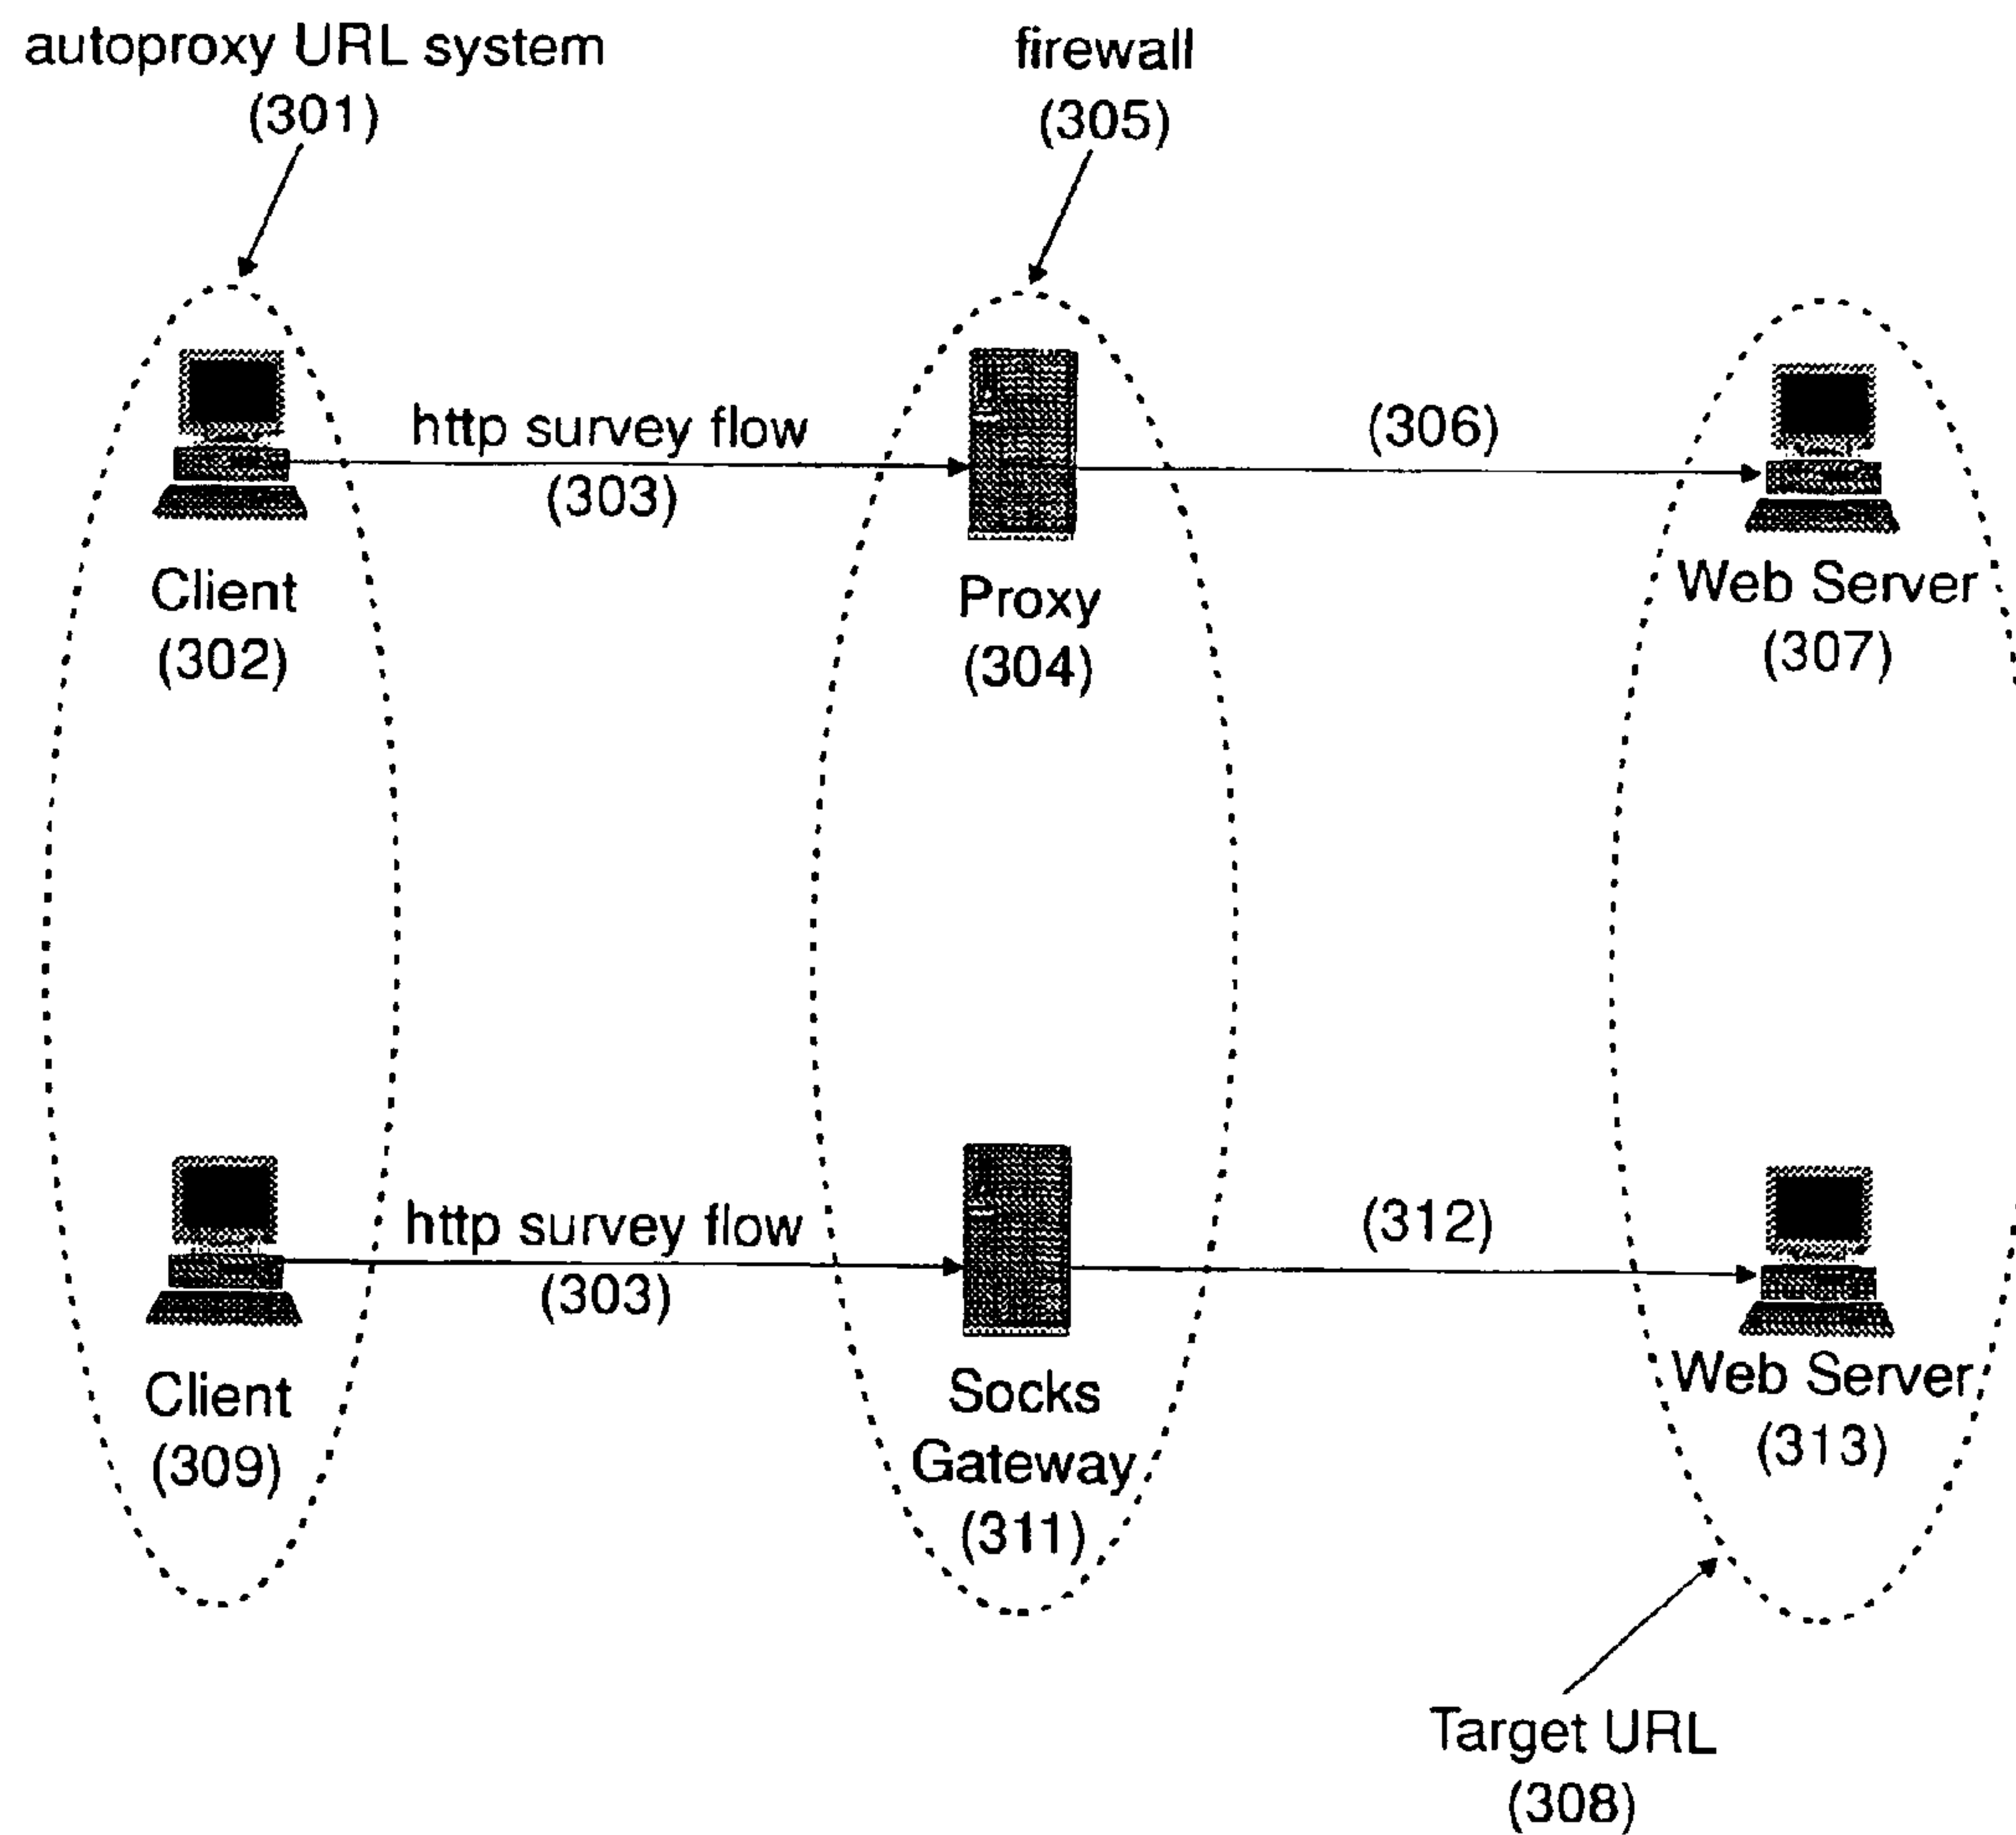 autoproxy URL system
(301)
firewall
(305)
http survey flow
(303)
(306)
Client
(302)
Proxy
(304)
Web Server
(307)
http survey flow
(303)
(312)
Client
(309)
Socks
Gateway
(311)
Web Server
(313)
Target URL
(308)